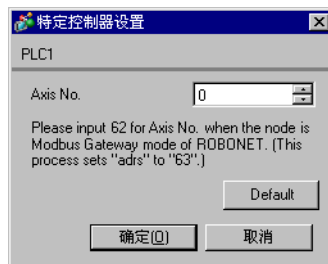 特定控制器设置
PLC1
Axis No.
0
Please input 62 for Axis No. when the node is
Modbus Gateway mode of ROBONET. (This
process sets "adrs" to "63".)
Default
确定(O)
取消